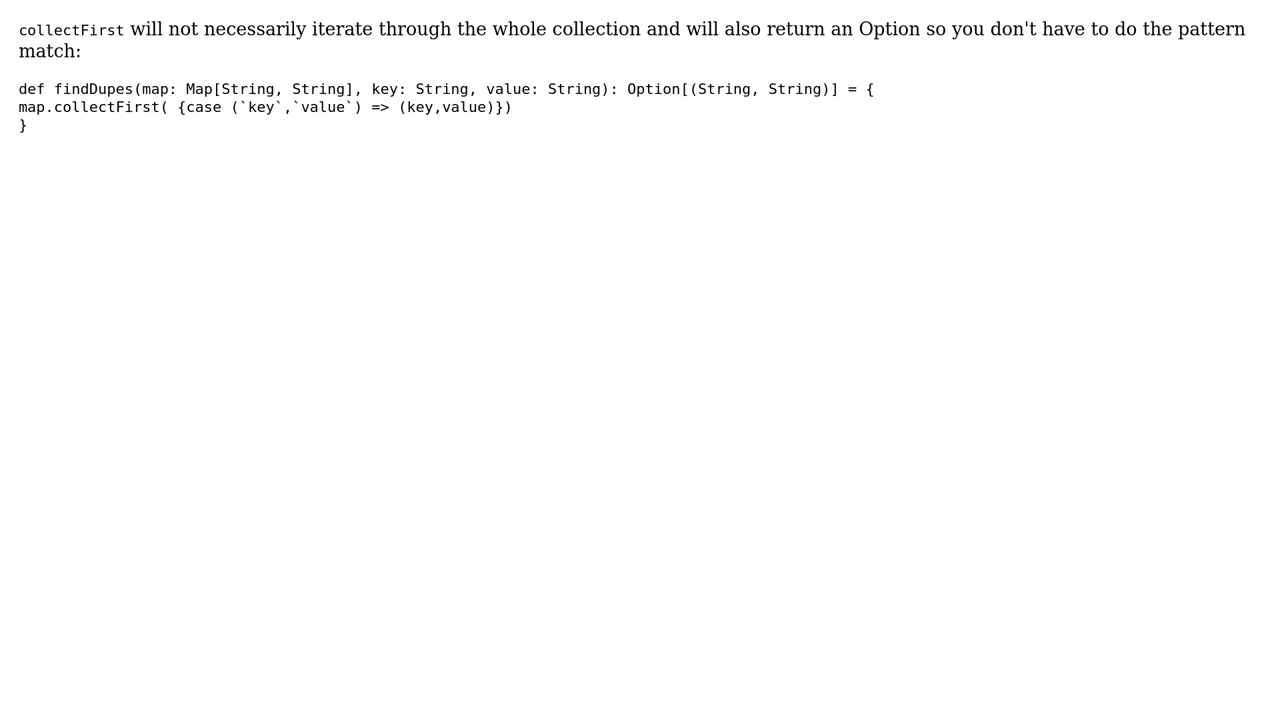 collectFirst will not necessarily iterate through the whole collection and will also return an Option so you don't have to do the pattern
match:
def findDupes(map: Map[String, String], key: String, value: String): Option[(String, String)] = {
map.collectFirst( {case (`key`,`value`) => (key,value)})
}